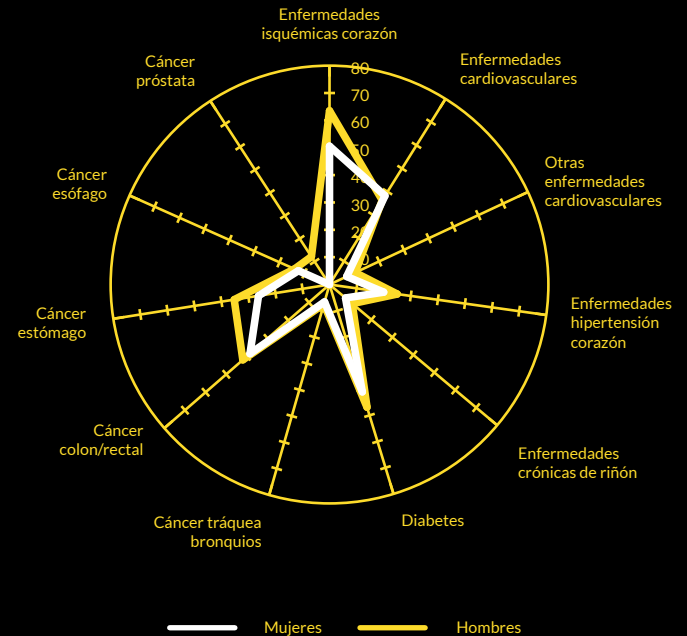 Enfermedades
isquémicas corazón
Enfermedades
cardiovasculares
Otras
enfermedades
cardiovasculares
Enfermedades
hipertensión
corazón
Enfermedades
crónicas de riñón
Diabetes
Cáncer tráquea
bronquios
Cáncer
colon/rectal
Cáncer
estómago
Cáncer
esófago
Cáncer
próstata
80
70
60
50
40
30
20
10
Mujeres
Hombres